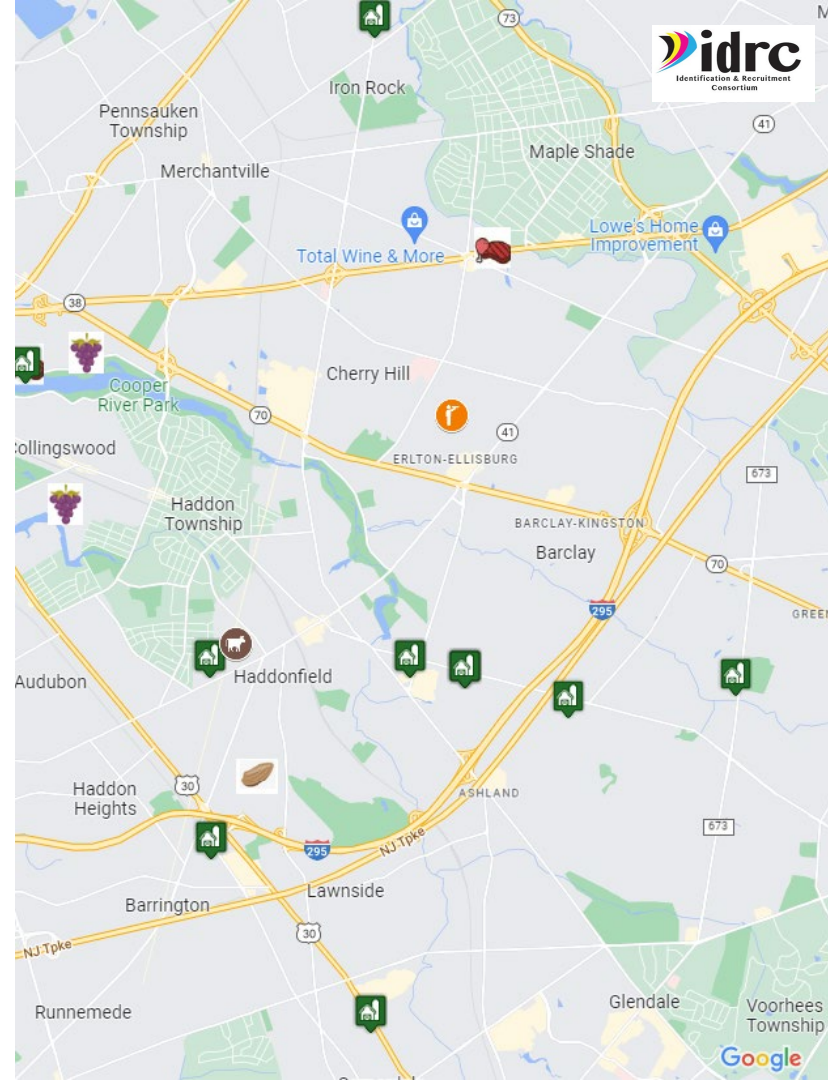 73
idrc
Identification & Recruitment
Consortium
Iron Rock
Pennsauken
Township
41
Maple Shade
Merchantville
Lowe's Home
Improvement
Total Wine & More
38
Cherry Hill
Cooper
River Park
70
41
Collingswood
ERLTON-ELLISBURG
673
Haddon
Township
BARCLAY-KINGSTON
Barclay
70
295
GREEN
Audubon
Haddonfield
30
Haddon
Heights
ASHLAND
673
NJ Tpke
295
Lawnside
Barrington
30
NJ Tpke
Glendale
Runnemede
Voorhees
Township
Google